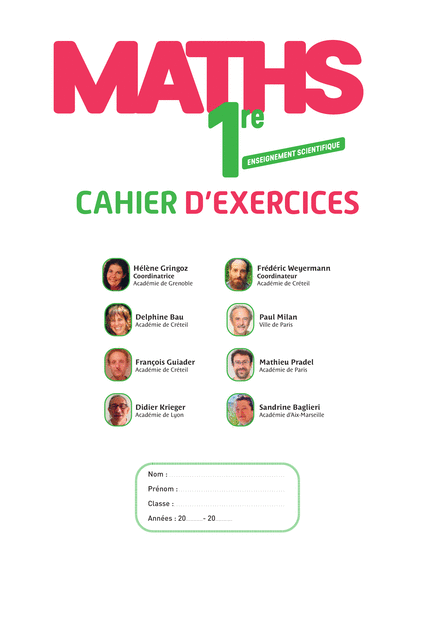 MATHS
1re
ENSEIGNEMENT SCIENTIFIQUE
CAHIER D'EXERCICES
Hélène Gringoz
Coordinatrice
Académie de Grenoble
Frédéric Weyermann
Coordinateur
Académie de Créteil
Delphine Bau
Académie de Créteil
Paul Milan
Ville de Paris
François Guiader
Académie de Créteil
Mathieu Pradel
Académie de Paris
Didier Krieger
Académie de Lyon
Sandrine Baglieri
Académie d'Aix-Marseille
Nom :
Prénom :
Classe :
Années : 20 - 20